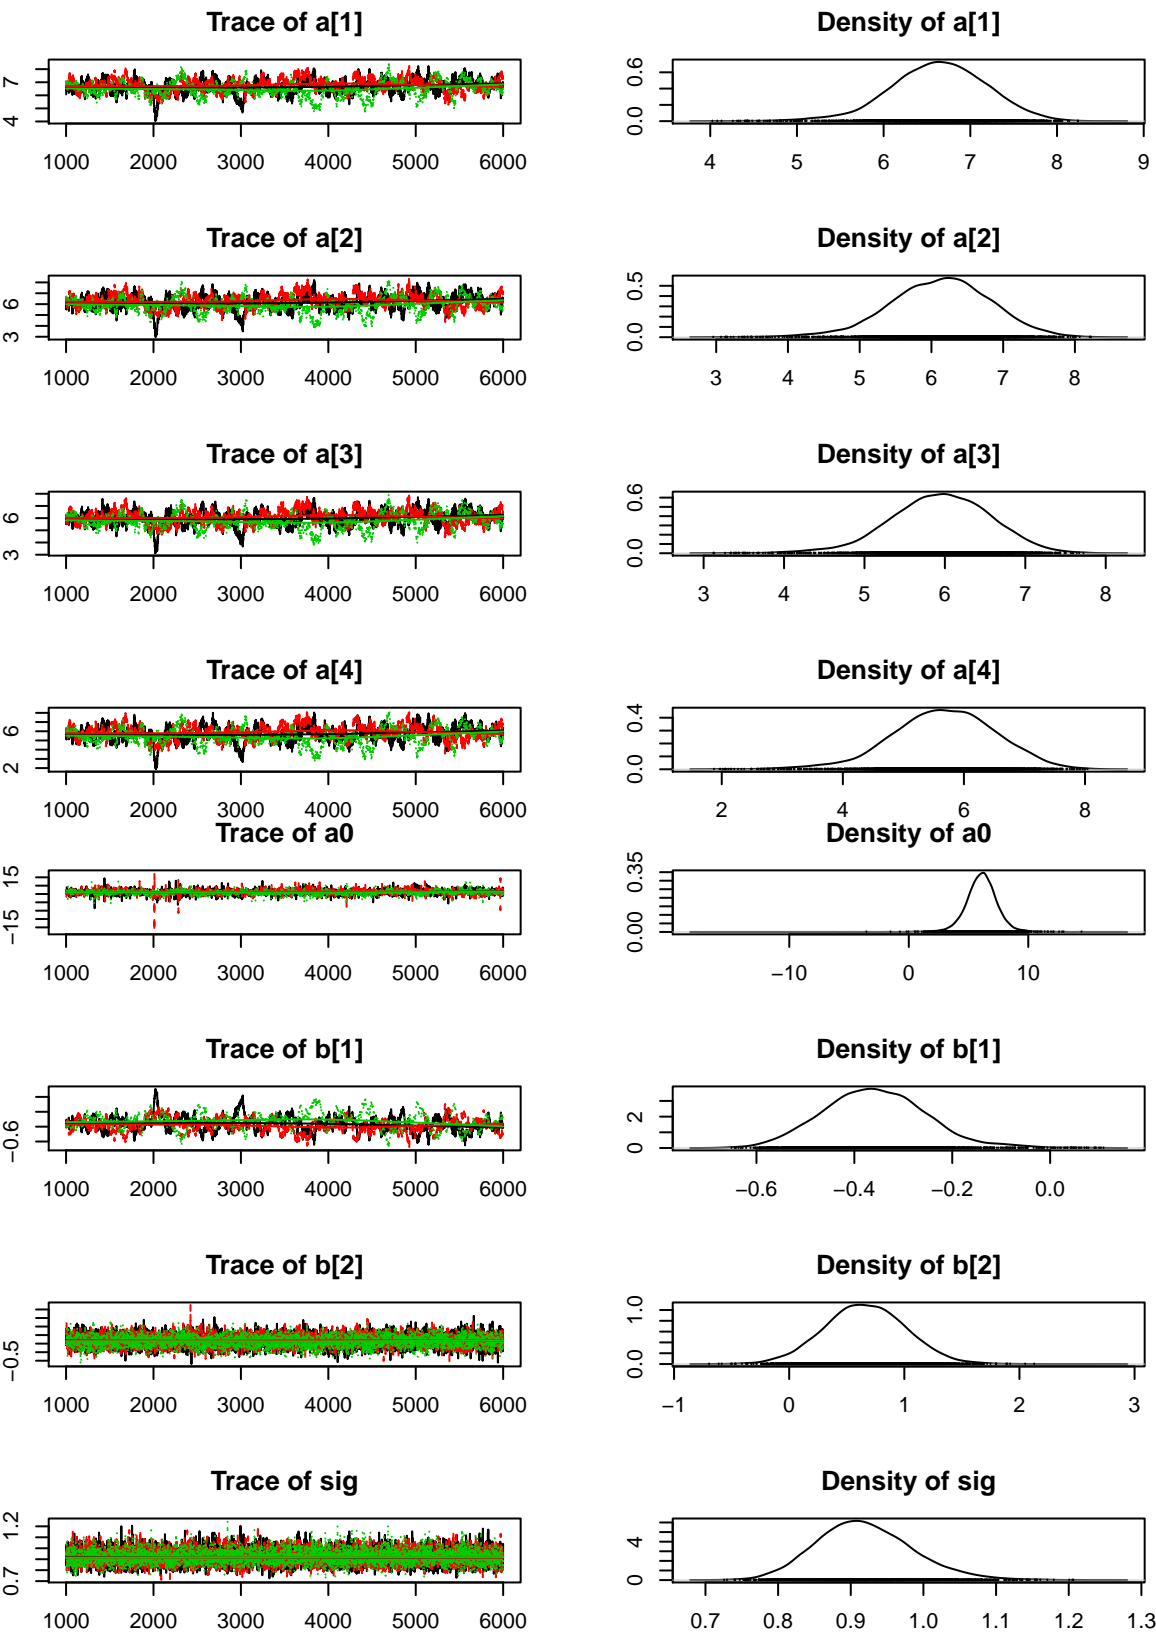 Trace of a[1] Density of a[1]
4 7 0.0 0.6
1000 2000 3000 4000 5000 6000 4 5 6 7 8 9
Trace of a[2] Density of a[2]
3 6 0.0 0.5
1000 2000 3000 4000 5000 6000 3 4 5 6 7 8
Trace of a[3] Density of a[3]
3 6 0.0 0.6
1000 2000 3000 4000 5000 6000 3 4 5 6 7 8
Trace of a[4] Density of a[4]
2 6 0.0 0.4
1000 2000 3000 4000 5000 6000 2 4 6 8
Trace of a0 Density of a0
−15 15 0.00 0.35
1000 2000 3000 4000 5000 6000 −10 0 10
Trace of b[1] Density of b[1]
−0.6 0 2
1000 2000 3000 4000 5000 6000 −0.6 −0.4 −0.2 0.0
Trace of b[2] Density of b[2]
−0.5 0.0 1.0
1000 2000 3000 4000 5000 6000 −1 0 1 2 3
Trace of sig Density of sig
0.7 1.2 0 4
1000 2000 3000 4000 5000 6000 0.7 0.8 0.9 1.0 1.1 1.2 1.3